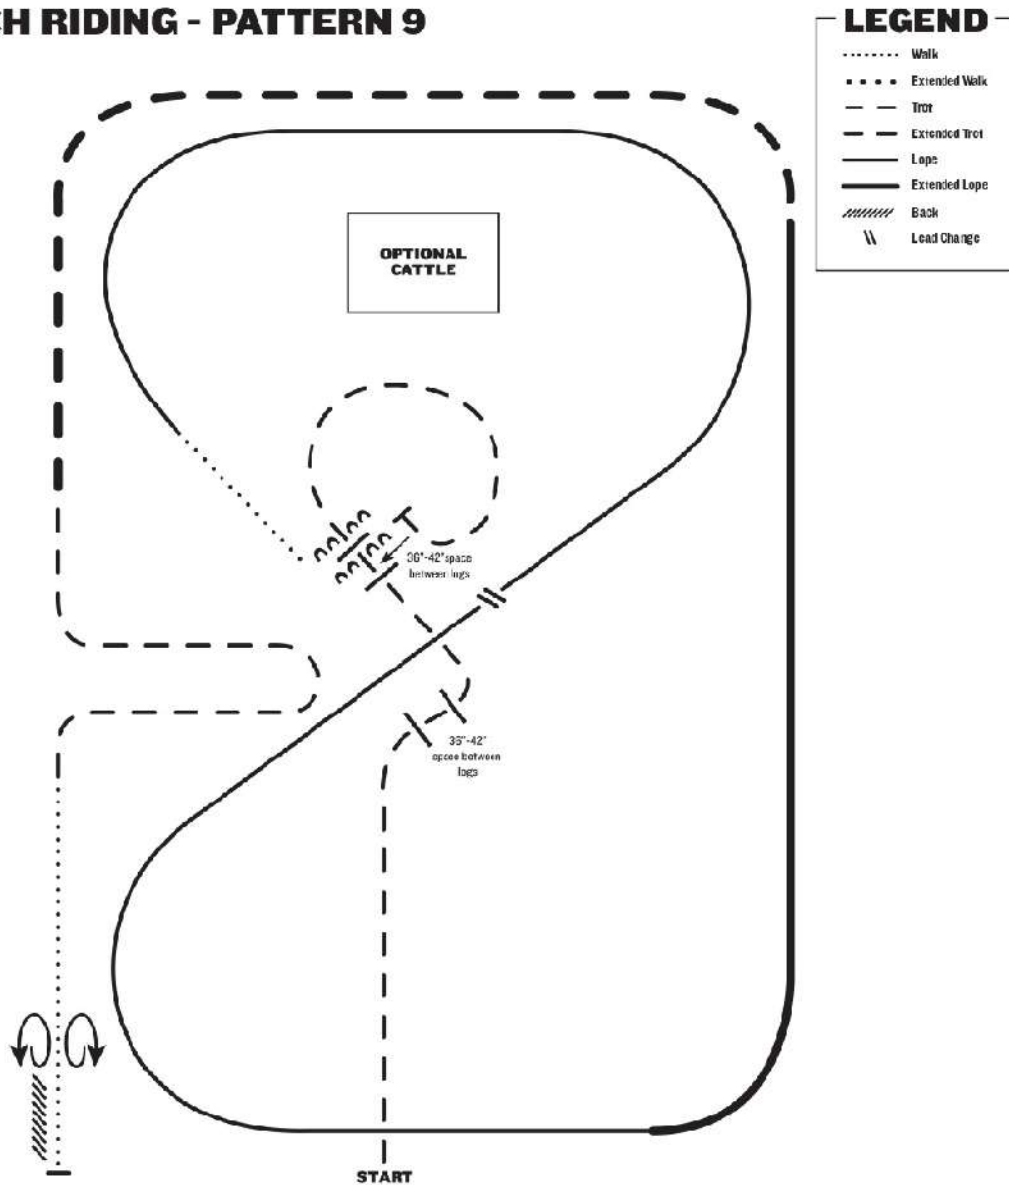 CH RIDING - PATTERN 9
LEGEND
Walk
Extended Walk
Trot
Extended Trot
Lope
Extended Lope
Back
Lead Change
OPTIONAL
CATTLE
36"-42" space
between logs
36"-42"
space between
logs
START